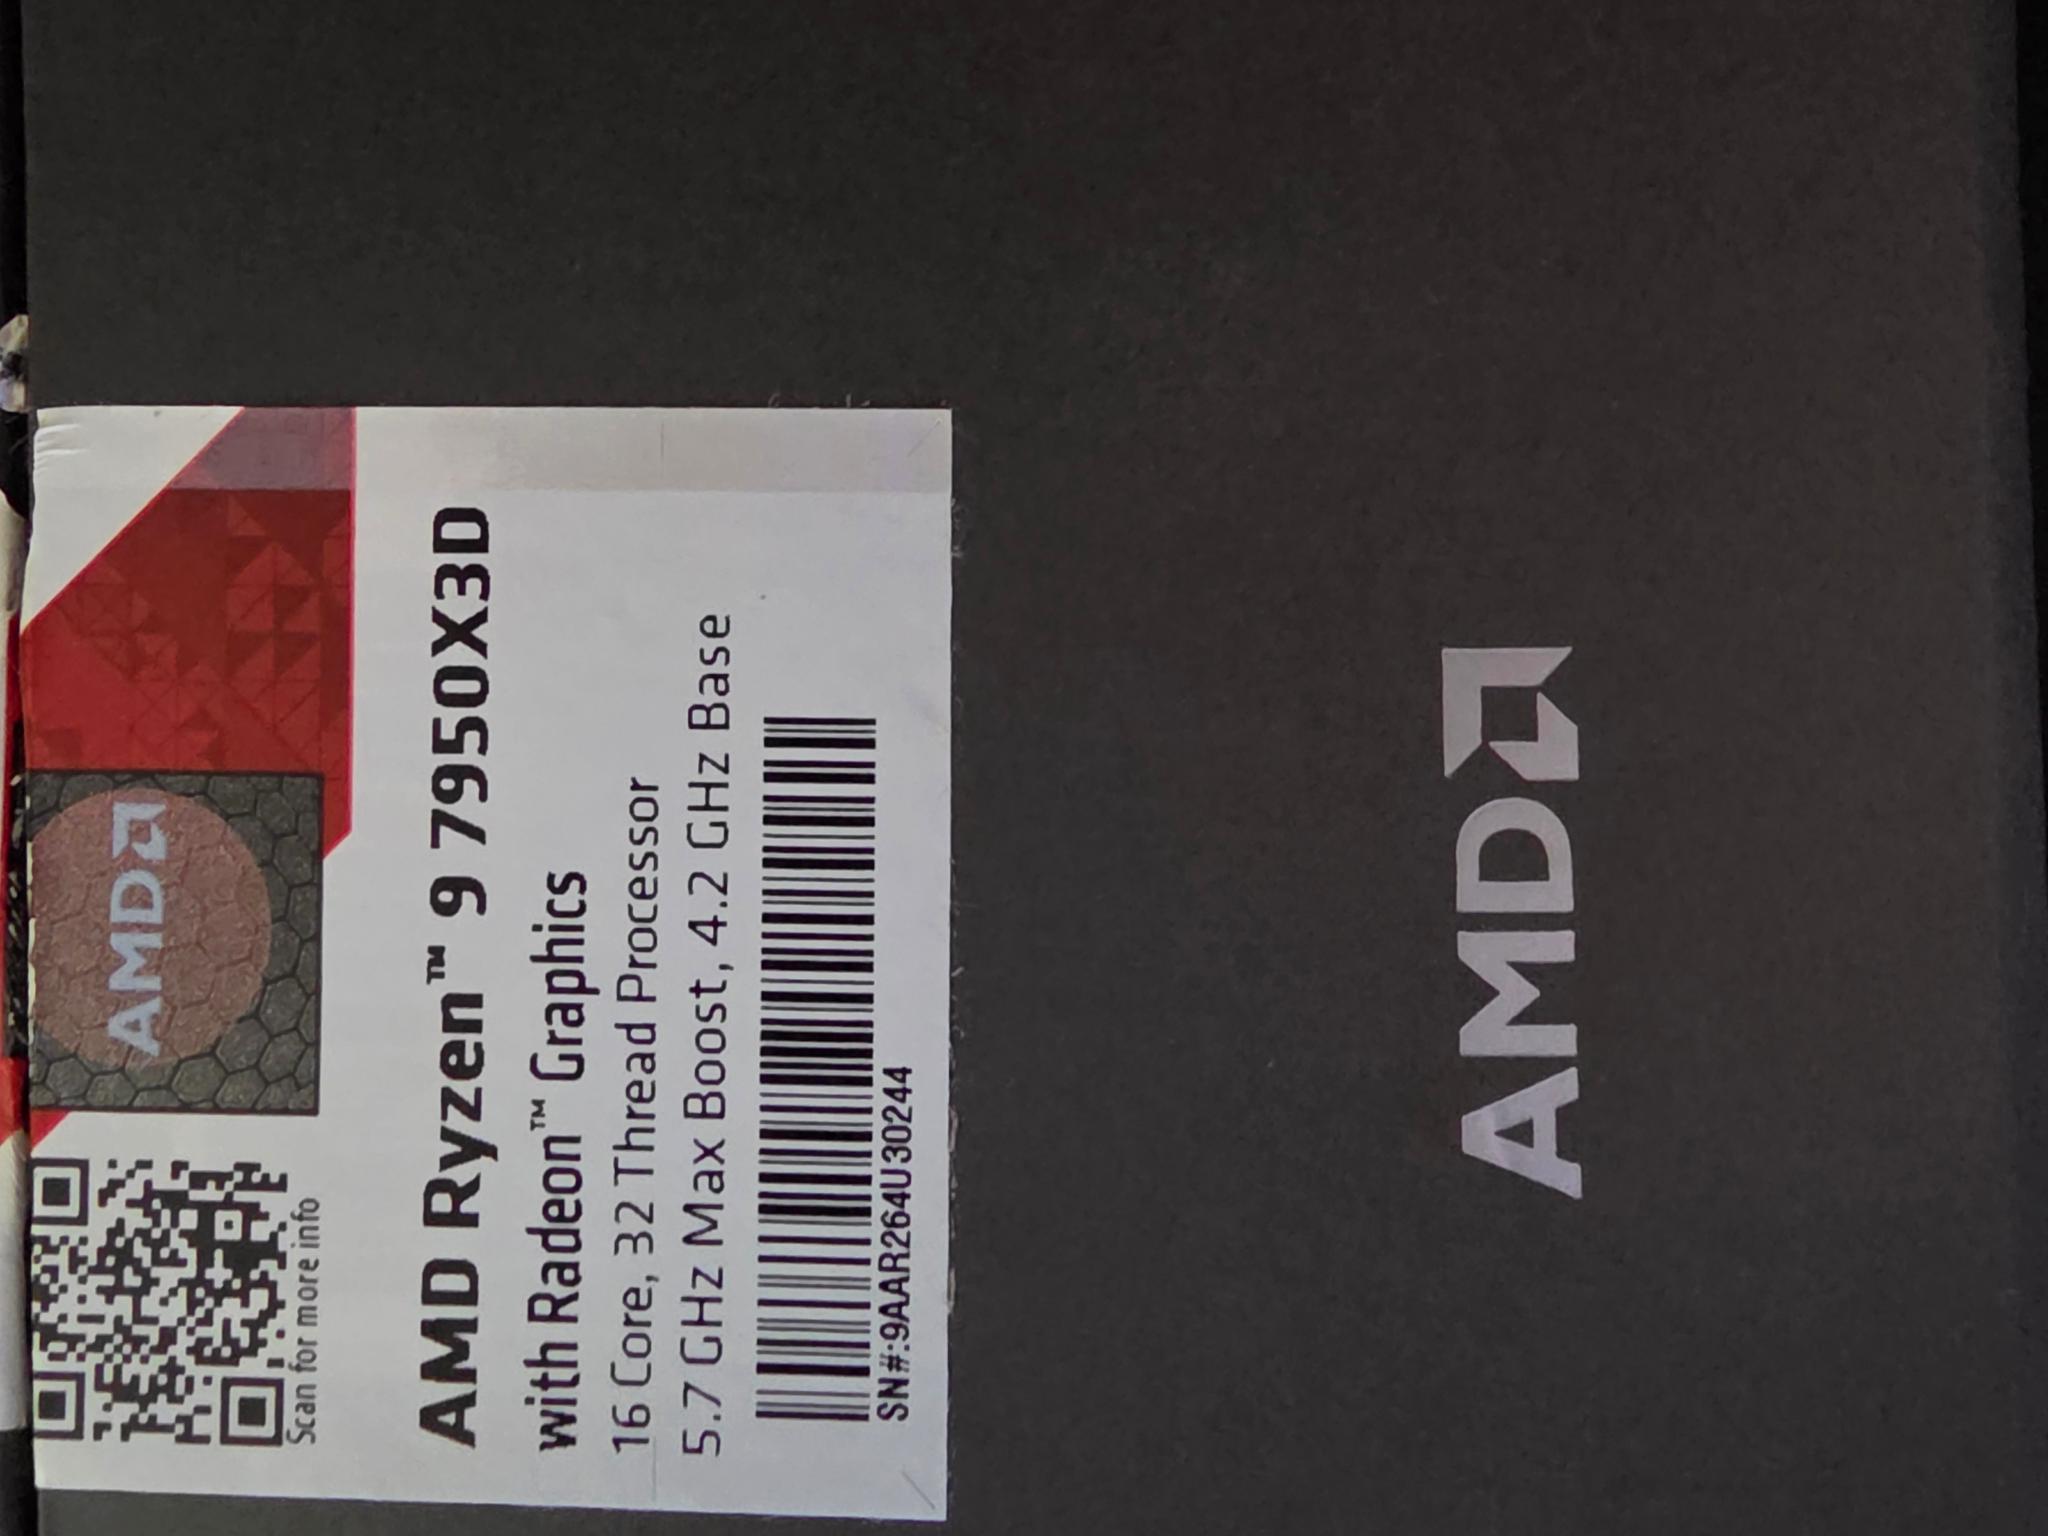 AMD
Scan for more info
AMD Ryzen™ 9 7950X3D
with Radeon™ Graphics
16 Core, 32 Thread Processor
5.7 GHz Max Boost, 4.2 GHz Base
SN#:9AAR264U30244
AMD